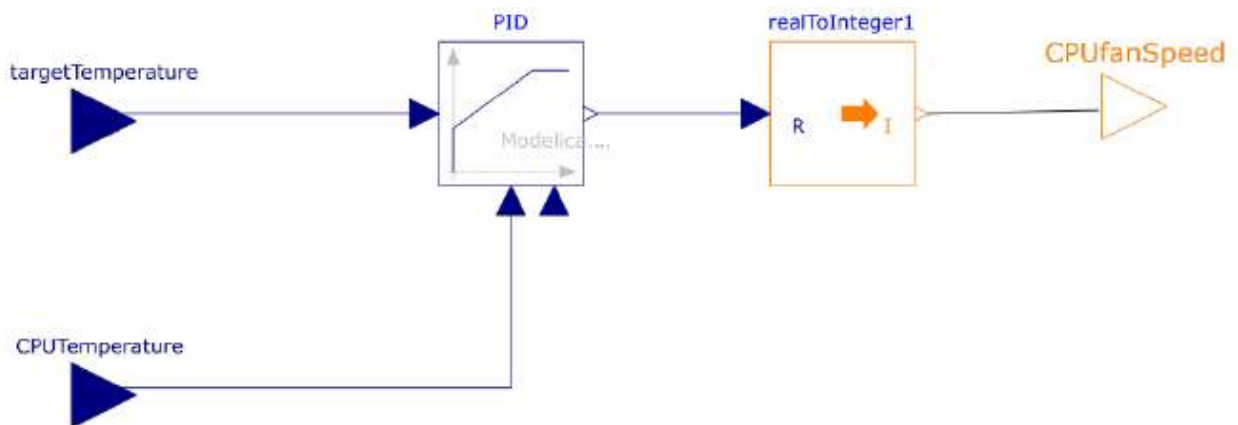 PID
realToInteger1
targetTemperature
CPUfanSpeed
R
I
Modelica....
CPUTemperature